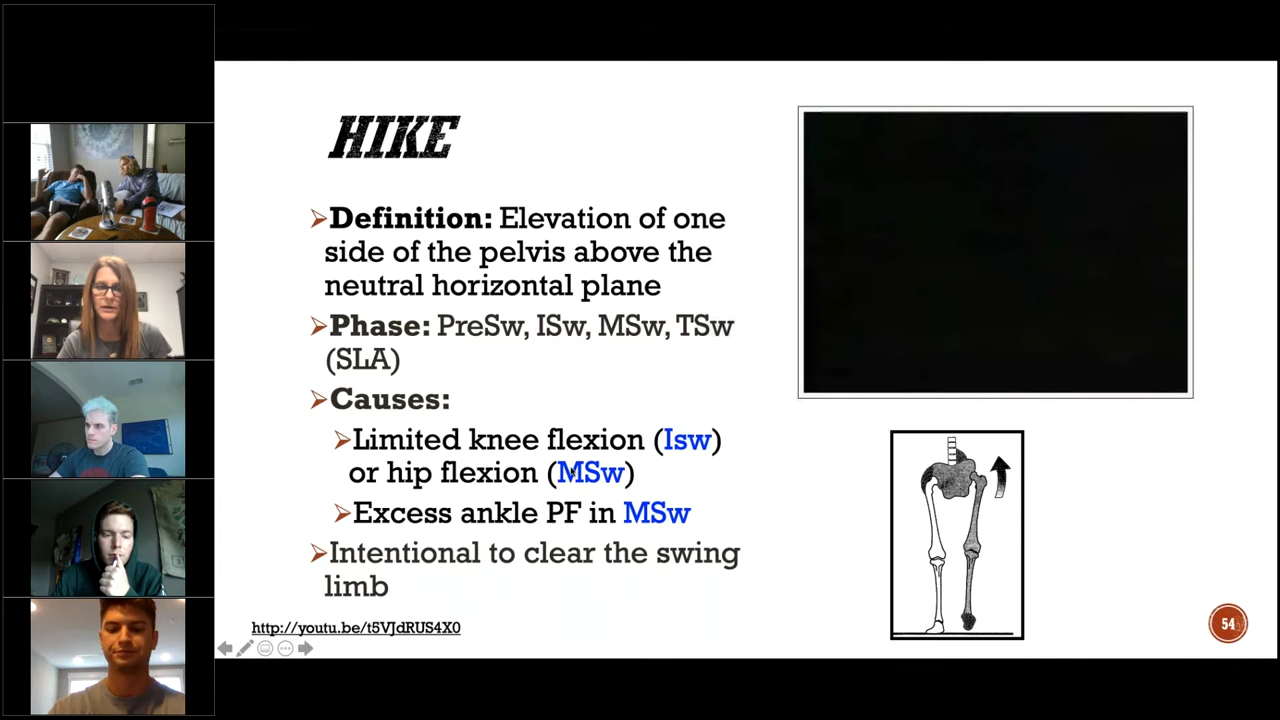 HIKE
➢Definition: Elevation of one
side of the pelvis above the
neutral horizontal plane
➢Phase: PreSw, ISw, MSw, TSw
(SLA)
➢Causes:
➢Limited knee flexion (Isw)
or hip flexion (MSw)
➢Excess ankle PF in MSw
➢Intentional to clear the swing
limb
http://youtu.be/t5VJdRUS4X0
54